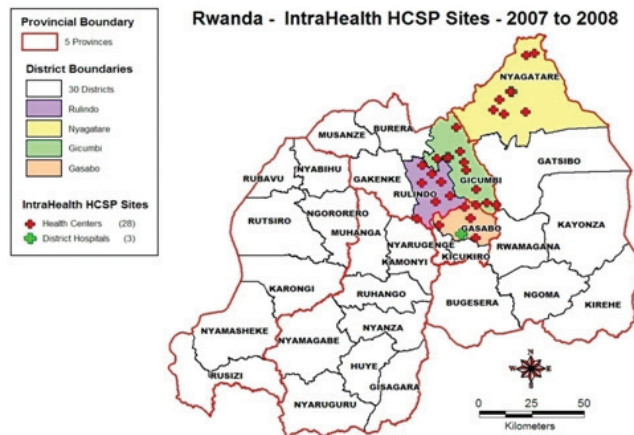 Rwanda - IntraHealth HCSP Sites - 2007 to 2008
Provincial Boundary
5 Provinces
District Boundaries
30 Districts
Rulindo
Nyagatare
Gicumbi
Gasabo
IntraHealth HCSP Sites
Health Centers (28)
District Hospitals (3)
NYAGATARE
BURERA
MUSANZE
GATSIBO
NYABIHU
RUBAVU
GAKENKE
GICUMBI
RULINDO
NGORORERO
RUTSIRO
KAYONZA
MUHANGA
GASABO
NYARUGENGE
RWAMAGANA
KICUKIRO
KAMONYI
KARONGI
RUHANGO
NGOMA
KIREHE
BUGESERA
NYANZA
NYAMASHEKE
NYAMAGABE
HUYE
RUSIZI
GISAGARA
NYARUGURU
N
W E
S
0 25 50
Kilometers